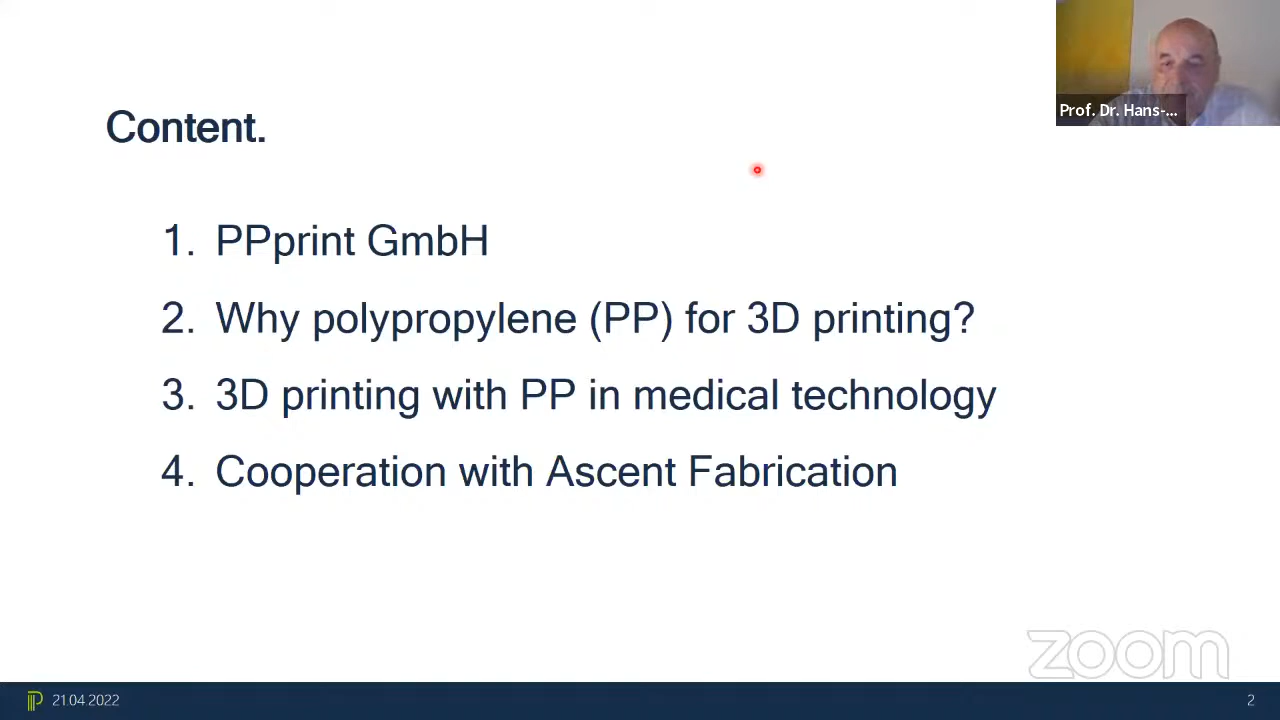 Prof. Dr. Hans-...
Content.
1. PPprint GmbH
2. Why polypropylene (PP) for 3D printing?
3. 3D printing with PP in medical technology
4. Cooperation with Ascent Fabrication
zoom
21.04.2022
2